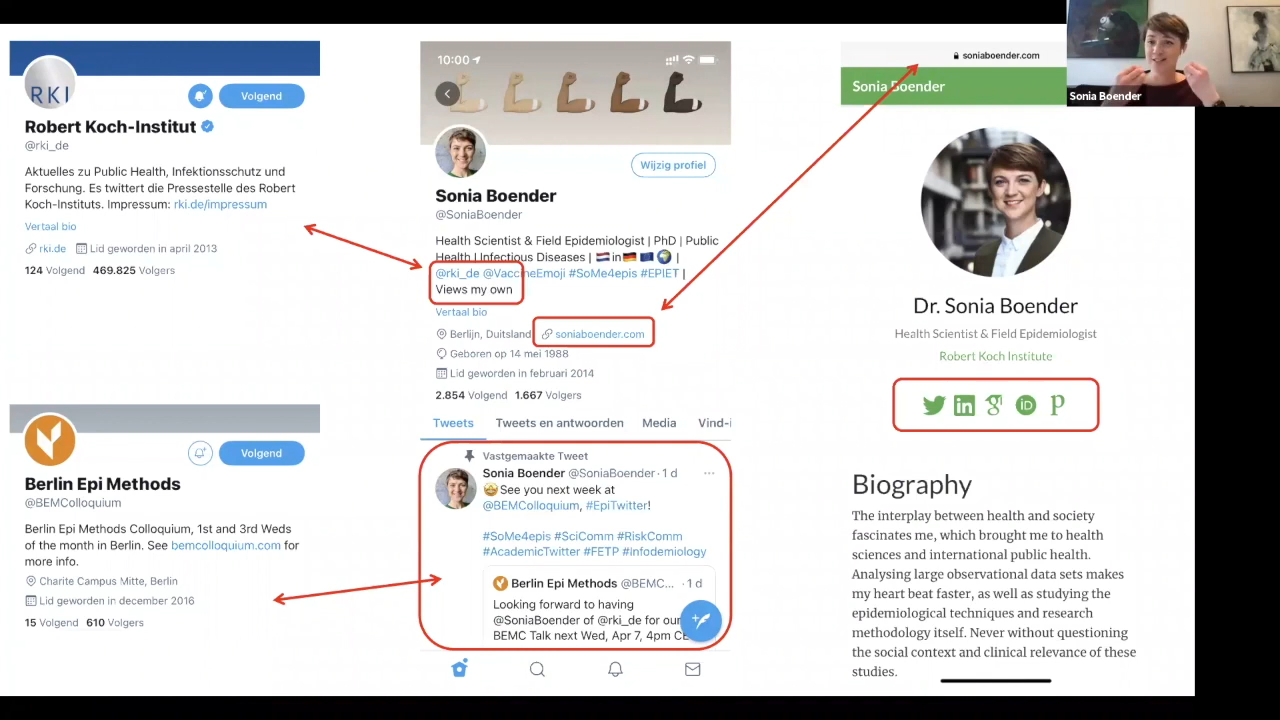 RKI
Volgend
Robert Koch-Institut
@rki_de
Aktuelles zu Public Health, Infektionsschutz und
Forschung. Es twittert die Pressestelle des Robert
Koch-Instituts. Impressum: rki.de/impressum
Vertaal bio
rki.de Lid geworden in april 2013
124 Volgend 469.825 Volgers
Volgend
Berlin Epi Methods
@BEMColloquium
Berlin Epi Methods Colloquium, 1st and 3rd Weds
of the month in Berlin. See bemcolloquium.com for
more info.
Charite Campus Mitte, Berlin
Lid geworden in december 2016
15 Volgend 610 Volgers
10:00
Wijzig profiel
Sonia Boender
@SoniaBoender
Health Scientist & Field Epidemiologist | PhD | Public
Health | Infectious Diseases | in
@rki_de @VaccineEmoji #SoMe4epis #EPIET |
Views my own
Vertaal bio
Berlijn, Duitsland soniaboender.com
Geboren op 14 mei 1988
Lid geworden in februari 2014
2.854 Volgend 1.667 Volgers
Tweets Tweets en antwoorden Media Vind-i
Vastgemaakte Tweet
Sonia Boender @SoniaBoender · 1 d
See you next week at
@BEMColloquium, #EpiTwitter!
#SoMe4epis #SciComm #RiskComm
#AcademicTwitter #FETP #Infodemiology
Berlin Epi Methods @BEMC... · 1 d
Looking forward to having
@SoniaBoender of @rki_de for our
BEMC Talk next Wed, Apr 7, 4pm CE
soniaboender.com
Sonia Boender
Dr. Sonia Boender
Health Scientist & Field Epidemiologist
Robert Koch Institute
in iD p
Biography
The interplay between health and society
fascinates me, which brought me to health
sciences and international public health.
Analysing large observational data sets makes
my heart beat faster, as well as studying the
epidemiological techniques and research
methodology itself. Never without questioning
the social context and clinical relevance of these
studies.
Sonia Boender